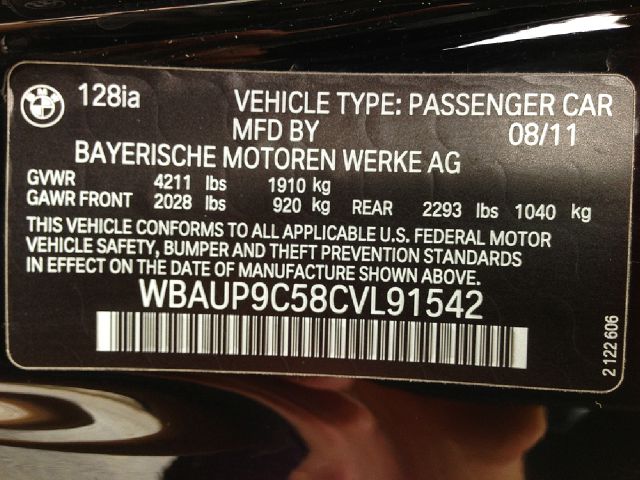 BMW
128ia VEHICLE TYPE: PASSENGER CAR
MFD BY 08/11
BAYERISCHE MOTOREN WERKE AG
GVWR 4211 lbs 1910 kg
GAWR FRONT 2028 lbs 920 kg REAR 2293 lbs 1040 kg
THIS VEHICLE CONFORMS TO ALL APPLICABLE U.S. FEDERAL MOTOR
VEHICLE SAFETY, BUMPER AND THEFT PREVENTION STANDARDS
IN EFFECT ON THE DATE OF MANUFACTURE SHOWN ABOVE.
WBAUP9C58CVL91542
2 122 606